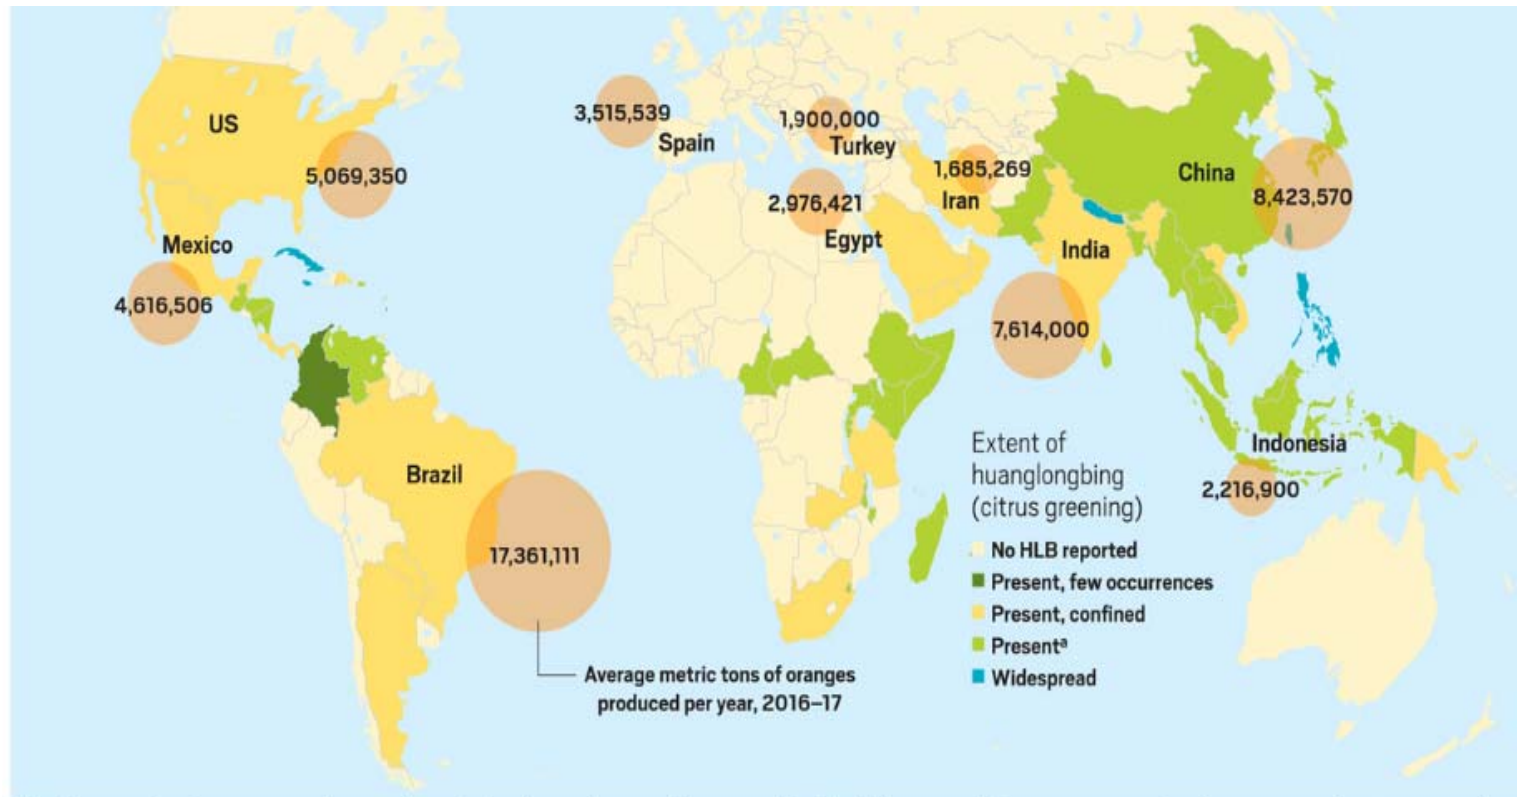 US
5,069,350
Mexico
4,616,506
Brazil
17,361,111
3,515,539
Spain
1,900,000
Turkey
2,976,421
Egypt
1,685,269
Iran
India
7,614,000
China
8,423,570
Indonesia
2,216,900
Extent of
huanglongbing
(citrus greening)
No HLB reported
Present, few occurrences
Present, confined
Presentᵃ
Widespread
Average metric tons of oranges
produced per year, 2016–17